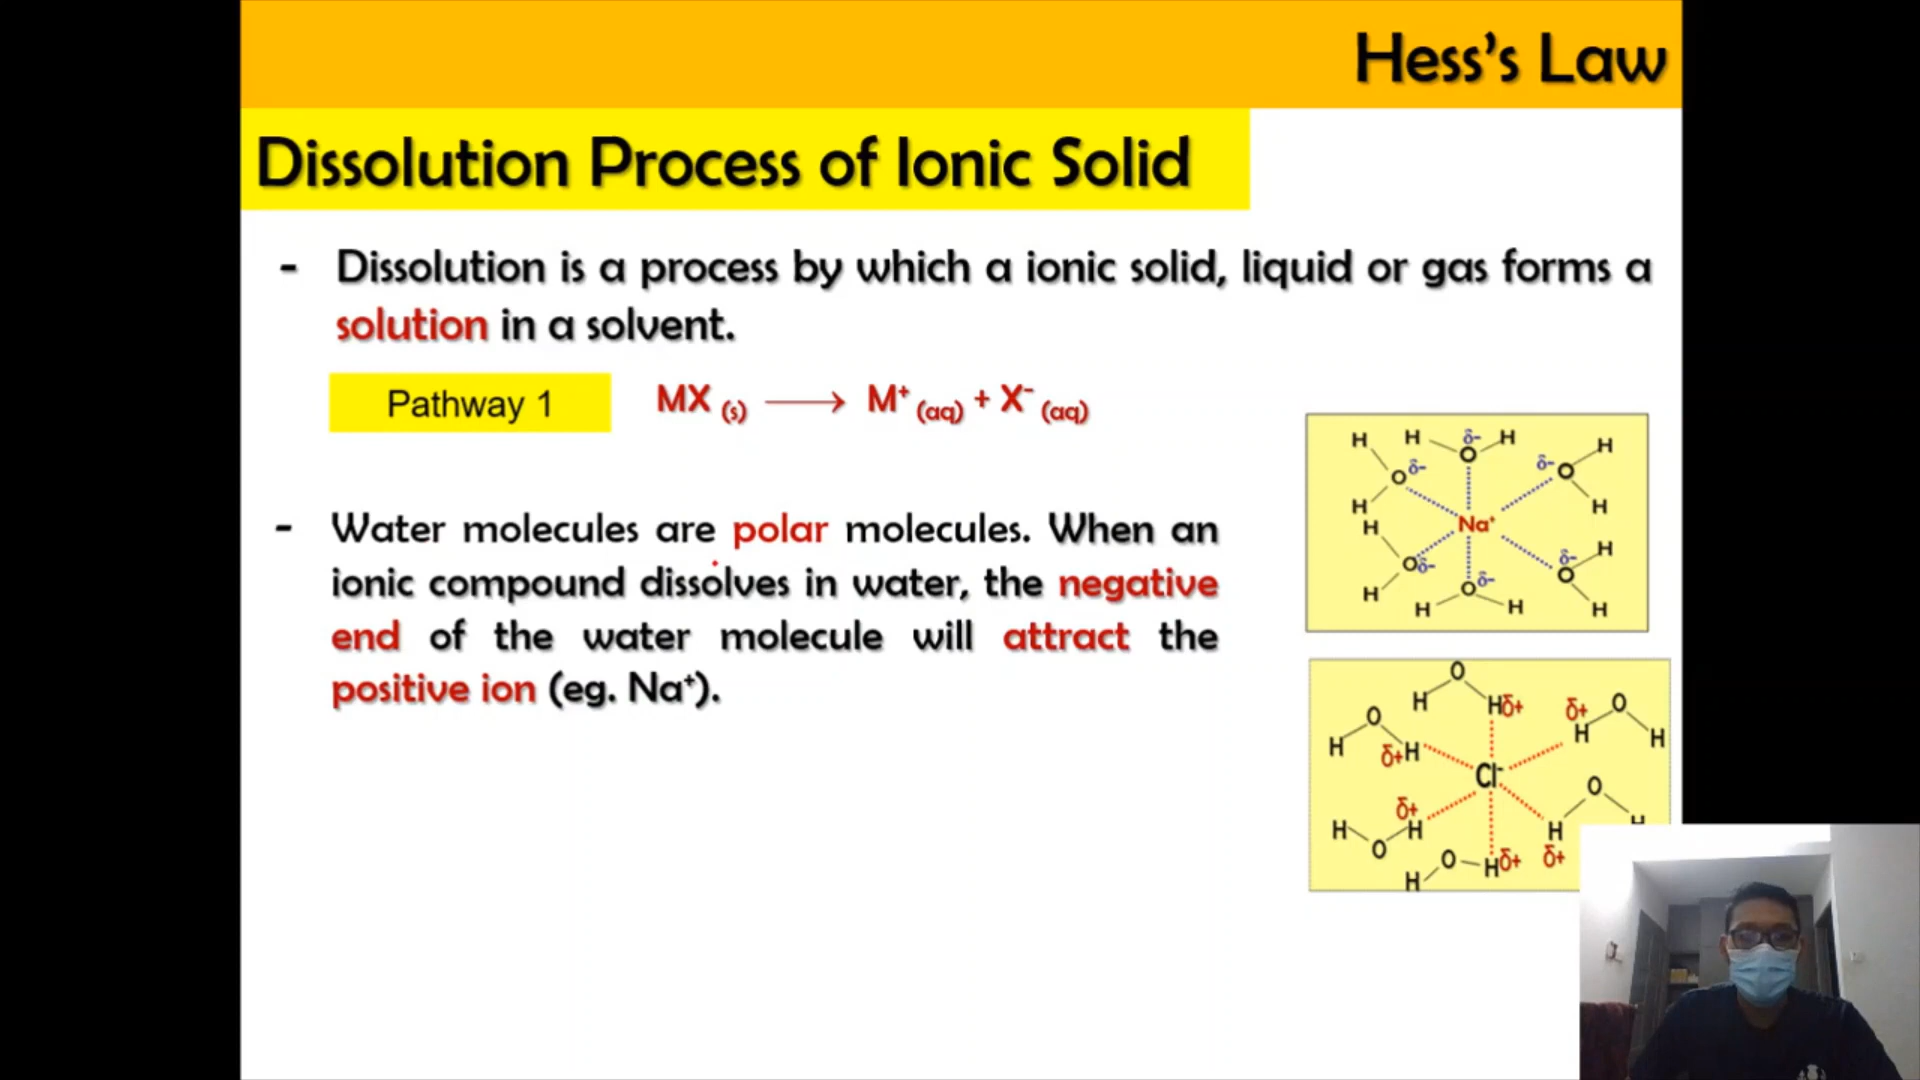 Hess's Law
Dissolution Process of Ionic Solid
- Dissolution is a process by which a ionic solid, liquid or gas forms a
solution in a solvent.
Pathway 1 MX (s) ⟶ M⁺ (aq) + X⁻ (aq)
- Water molecules are polar molecules. When an
ionic compound dissolves in water, the negative
end of the water molecule will attract the
positive ion (eg. Na⁺).
H H δ- H H
O δ- O δ- O
H Na⁺ H
H H
O δ- δ- δ- O
H H O H H
O
H H δ+ δ+ O
O H H
H δ+ H
Cl⁻
δ+ O
H H H H
O O H δ+ δ+
H